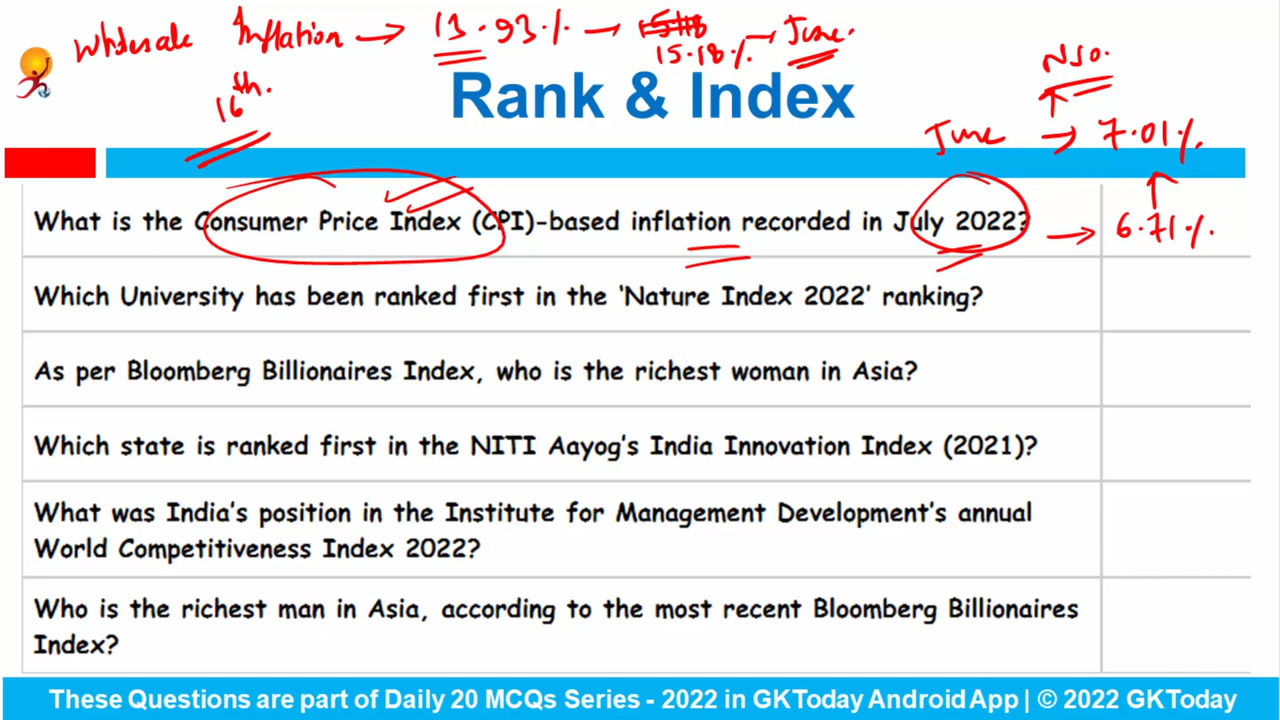 Wholesale Inflation → 13.93% → 15.18% → June.
16th.
NSO.
Rank & Index
June → 7.01%
What is the Consumer Price Index (CPI)-based inflation recorded in July 2022? → 6.71%
Which University has been ranked first in the ‘Nature Index 2022’ ranking?
As per Bloomberg Billionaires Index, who is the richest woman in Asia?
Which state is ranked first in the NITI Aayog’s India Innovation Index (2021)?
What was India’s position in the Institute for Management Development’s annual
World Competitiveness Index 2022?
Who is the richest man in Asia, according to the most recent Bloomberg Billionaires
Index?
These Questions are part of Daily 20 MCQs Series - 2022 in GKToday Android App | © 2022 GKToday